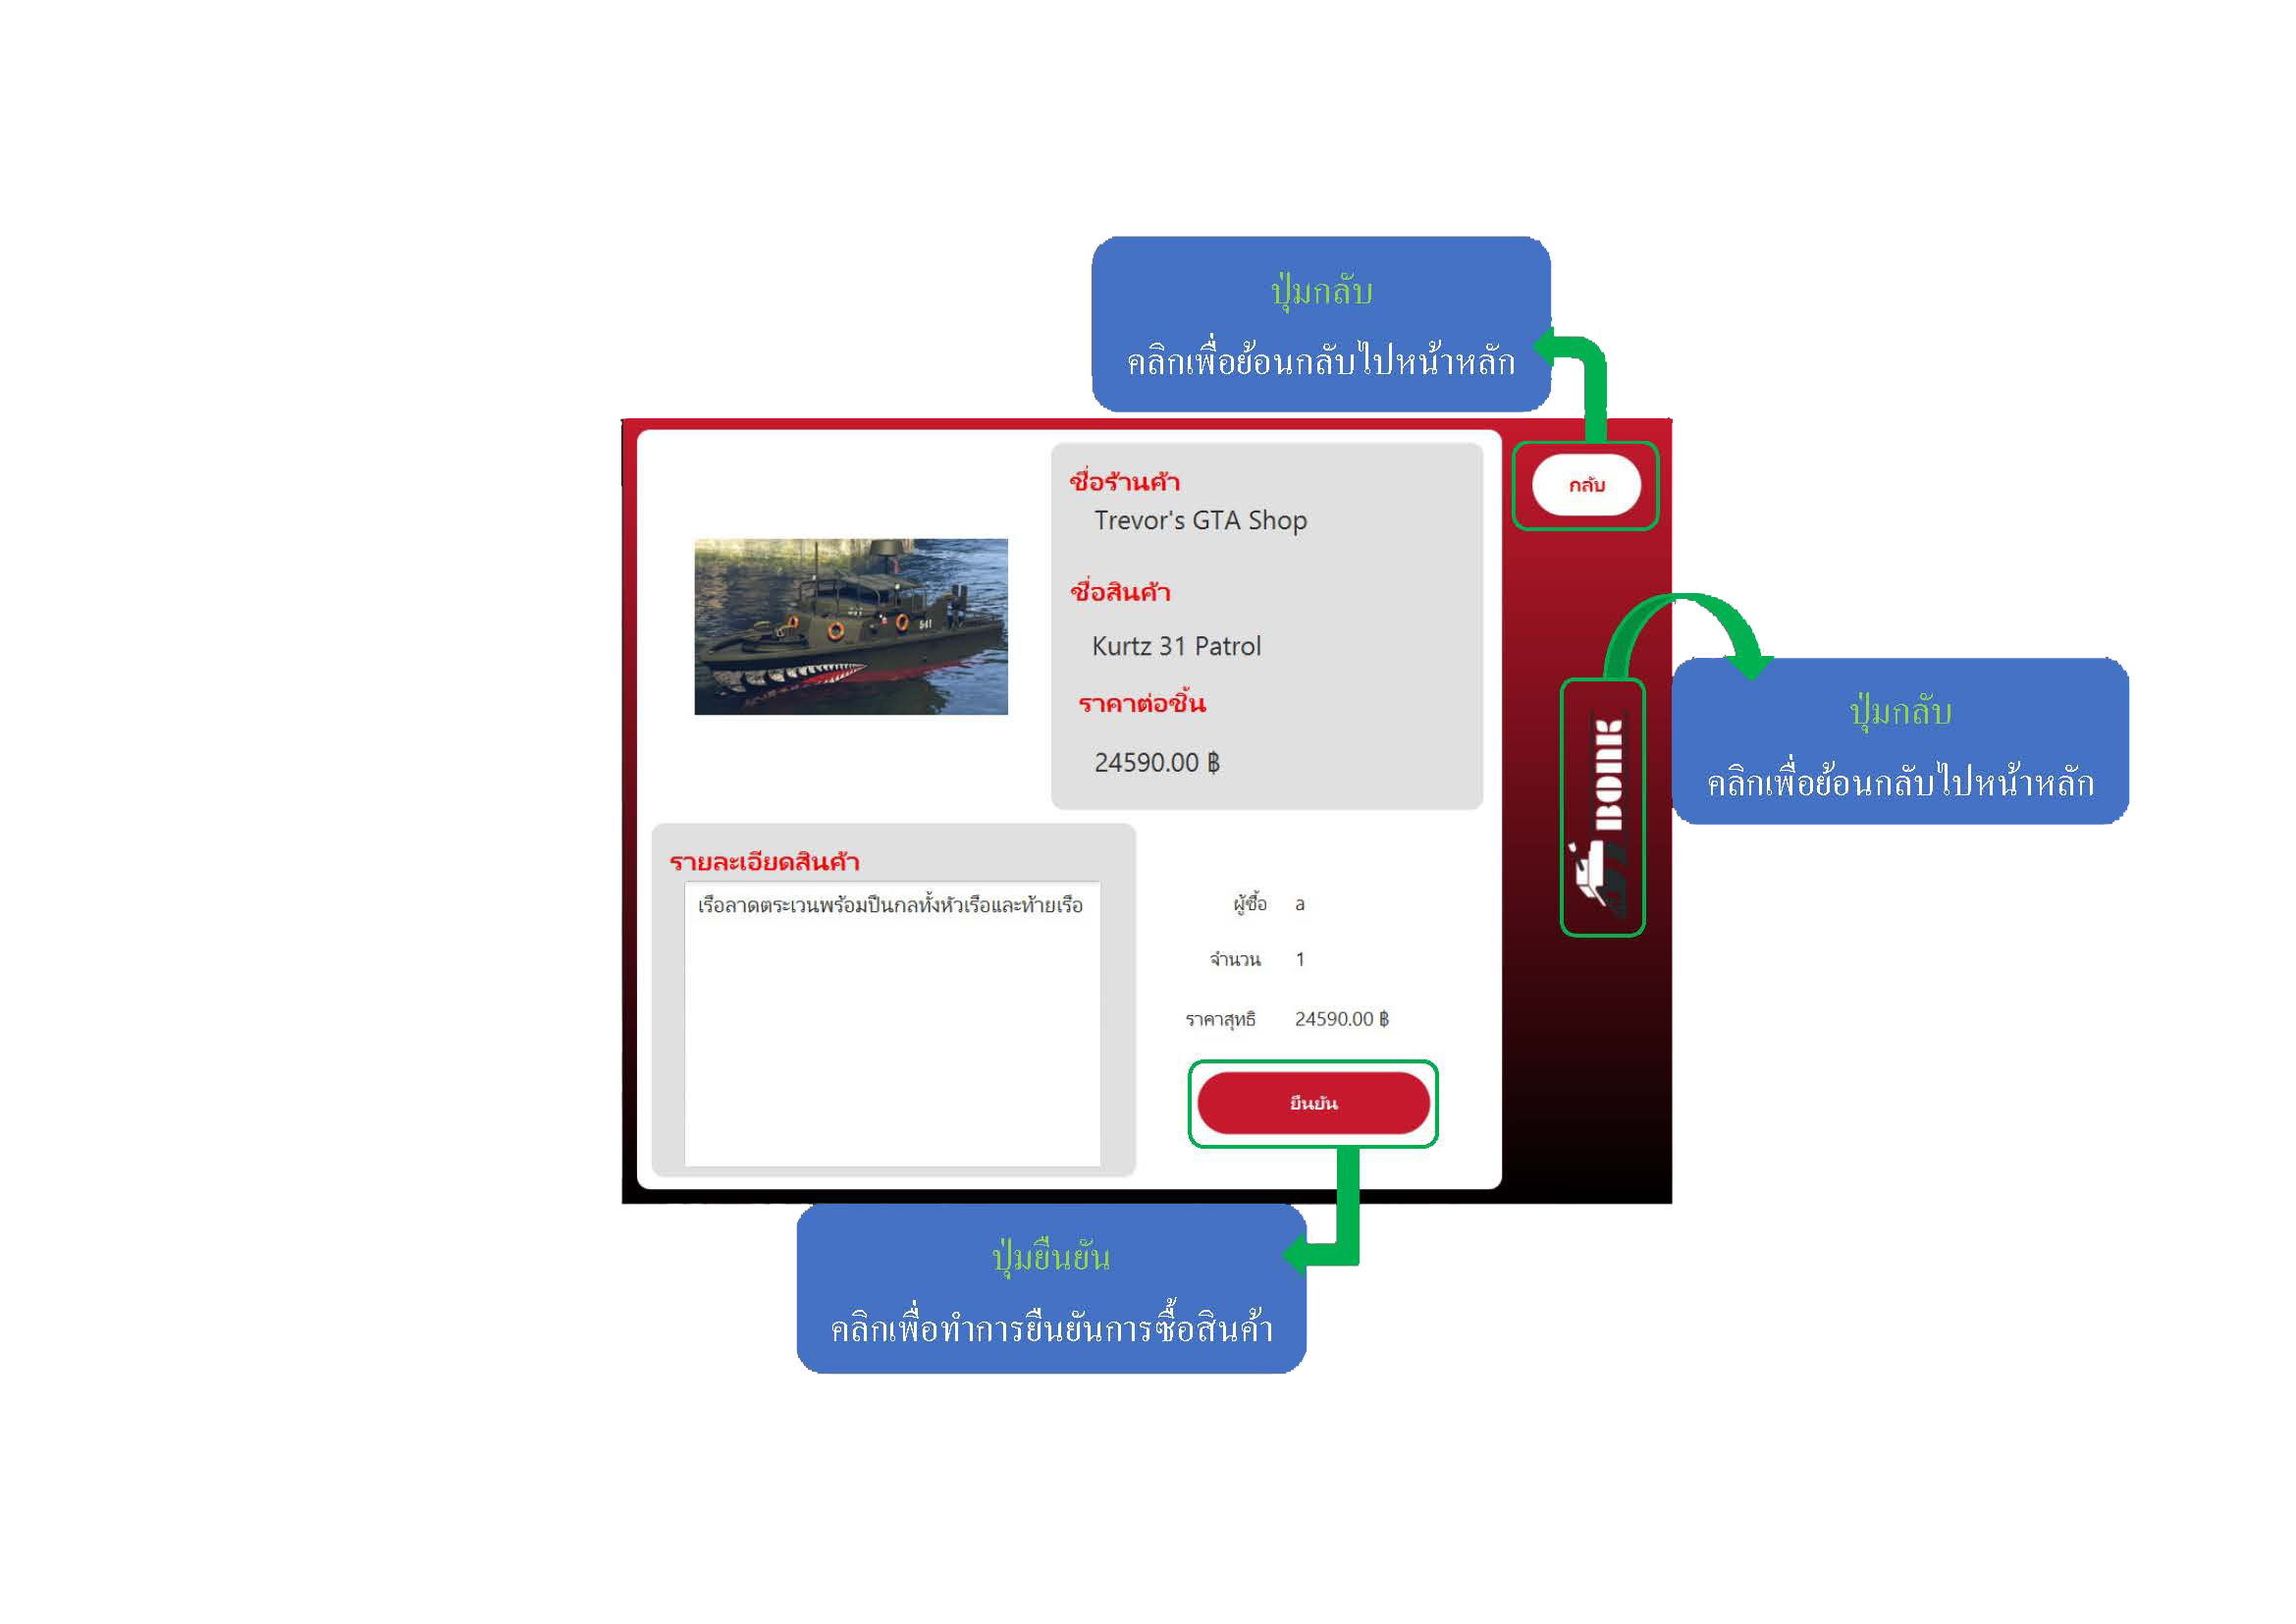 ปุ่มกลับ
คลิกเพื่อย้อนกลับไปหน้าหลัก
กลับ
ชื่อร้านค้า
Trevor's GTA Shop
ชื่อสินค้า
Kurtz 31 Patrol
ราคาต่อชิ้น
24590.00 ฿
541
ปุ่มกลับ
คลิกเพื่อย้อนกลับไปหน้าหลัก
BOIIK
รายละเอียดสินค้า
เรือลาดตระเวนพร้อมปืนกลทั้งหัวเรือและท้ายเรือ
ผู้ซื้อ a
จำนวน 1
ราคาสุทธิ 24590.00 ฿
ยืนยัน
ปุ่มยืนยัน
คลิกเพื่อทำการยืนยันการซื้อสินค้า